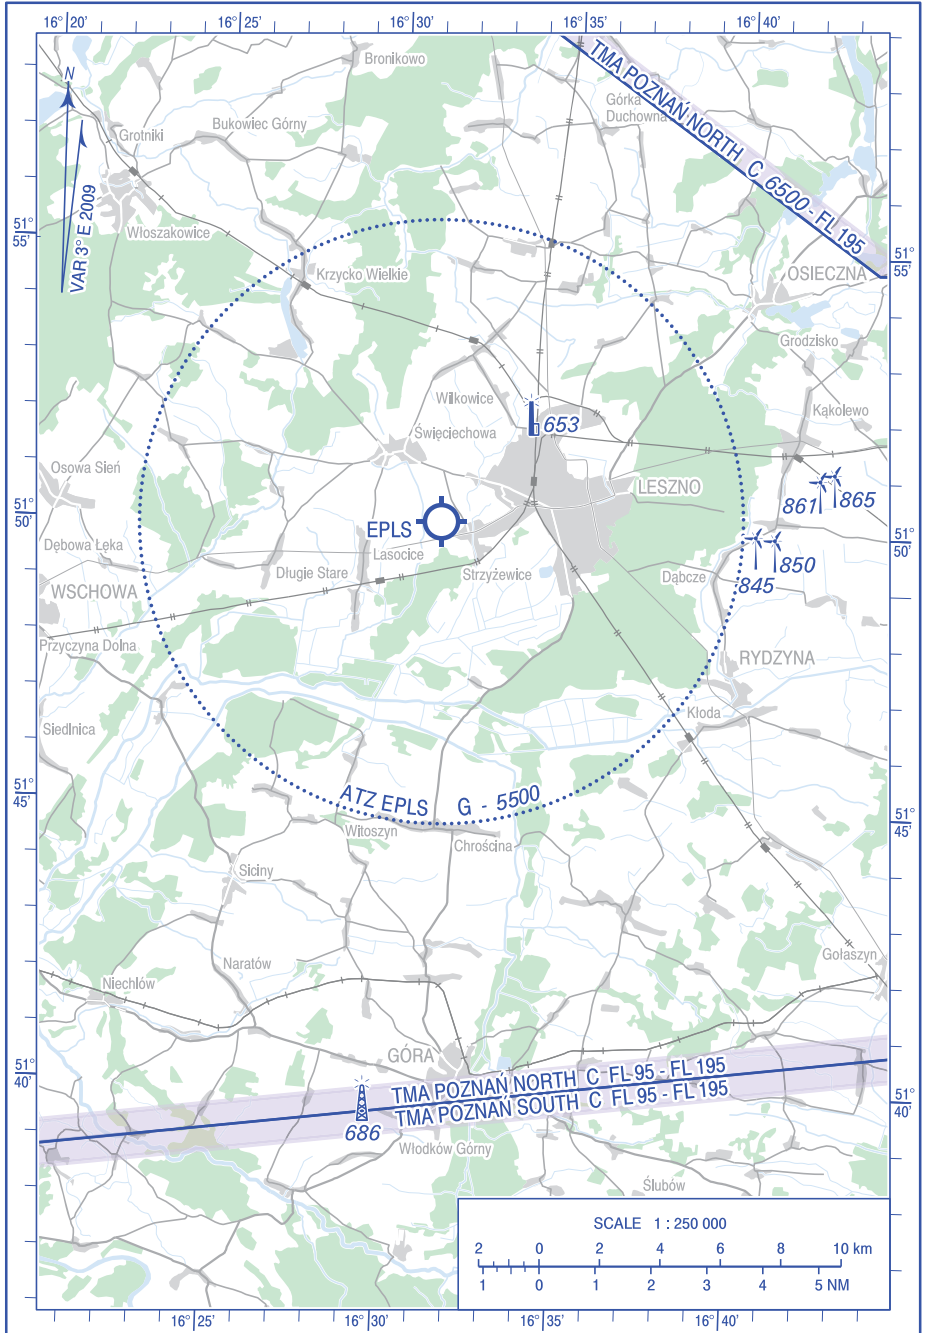 16° 20' 16° 25' 16° 30' 16° 35' 16° 40'
Bronikowo
N
TMA POZNAŃ NORTH C 6500 - FL 195
Górka
Duchowna
Grotniki
Bukowiec Górny
VAR 3° E 2009
51°
55'
Włoszakowice
51°
55'
Krzycko Wielkie
OSIECZNA
Grodzisko
Wilkowice
653
Kąkolewo
Święciechowa
Osowa Sień
LESZNO
861
865
51°
50'
EPLS
51°
50'
Dębowa Łęka
Lasocice
Długie Stare
Strzyżewice
Dąbcze
845
850
WSCHOWA
Przyczyna Dolna
RYDZYNA
Siedlnica
Kłoda
51°
45'
ATZ EPLS G - 5500
51°
45'
Witoszyn
Chrościna
Siciny
Naratów
Gołaszyn
Niechlów
GÓRA
51°
40'
TMA POZNAŃ NORTH C FL 95 - FL 195
TMA POZNAŃ SOUTH C FL 95 - FL 195
51°
40'
686
Włodków Górny
Ślubów
SCALE 1 : 250 000
2 0 2 4 6 8 10 km
1 0 1 2 3 4 5 NM
16° 25' 16° 30' 16° 35' 16° 40'